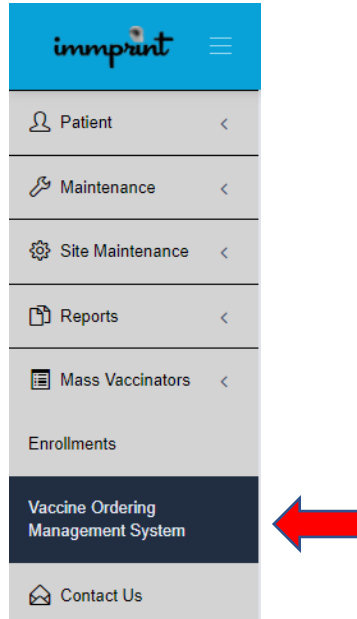 immprint
Patient
Maintenance
Site Maintenance
Reports
Mass Vaccinators
Enrollments
Vaccine Ordering
Management System
Contact Us